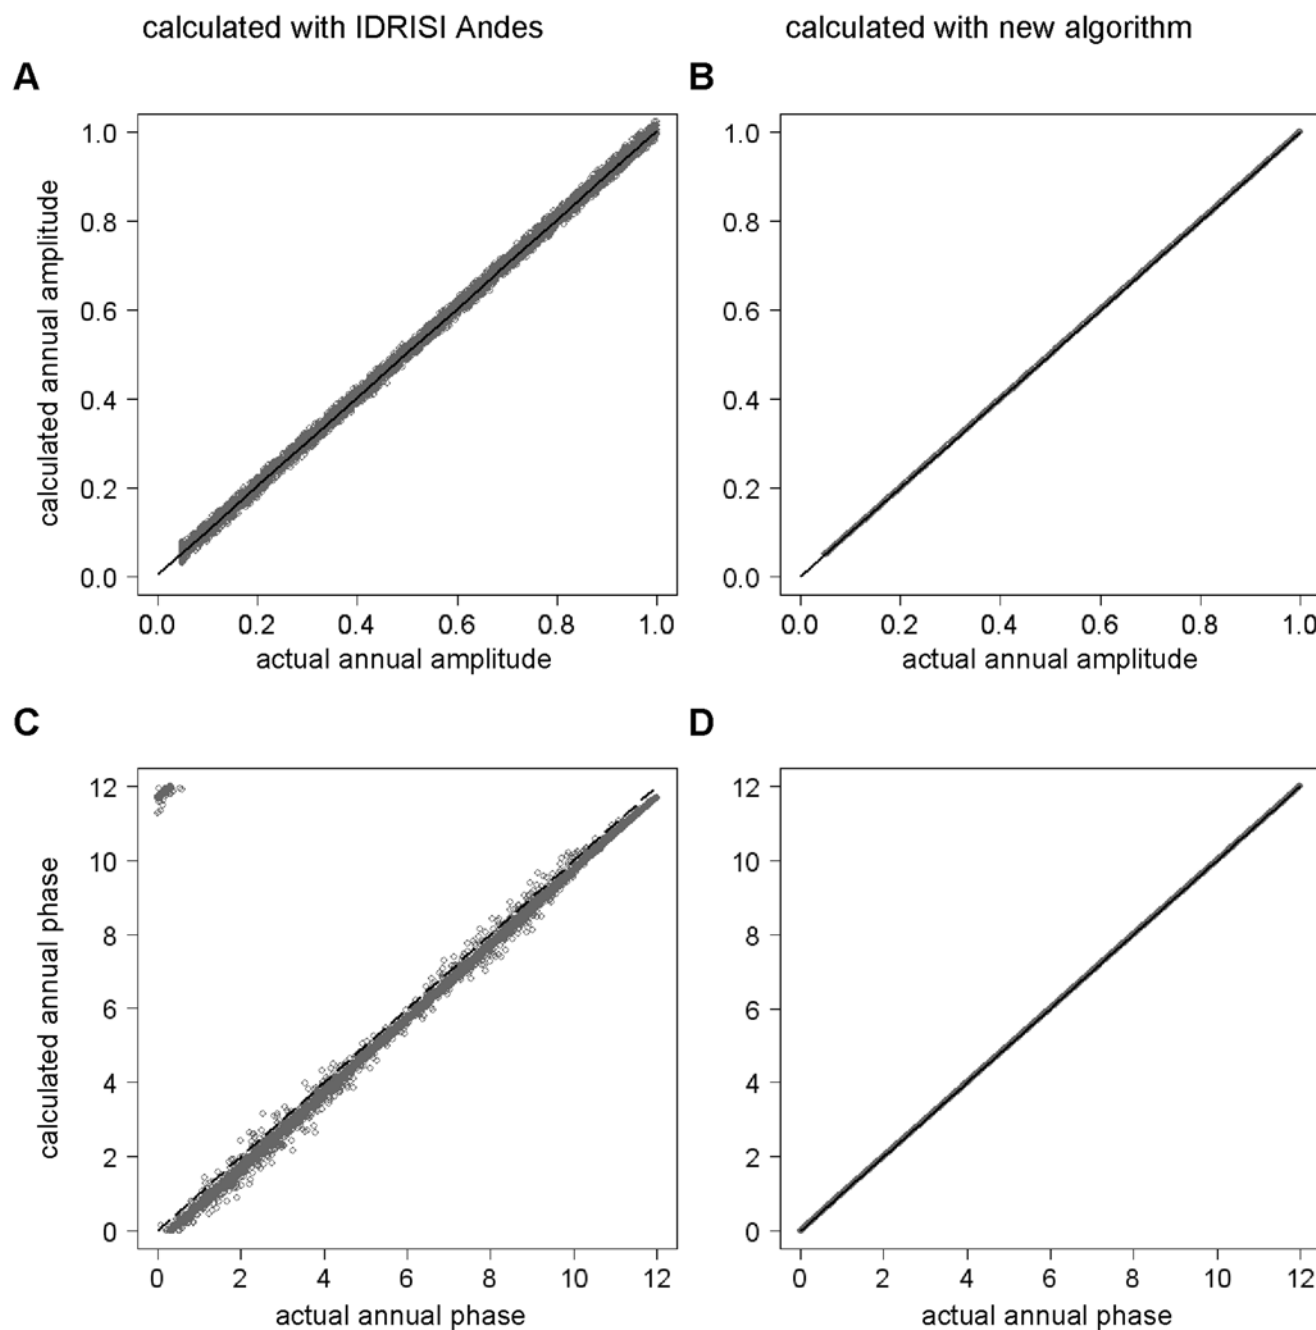 calculated with IDRISI Andes
calculated with new algorithm
A
calculated annual amplitude
1.0
0.8
0.6
0.4
0.2
0.0
0.0 0.2 0.4 0.6 0.8 1.0
actual annual amplitude
B
1.0
0.8
0.6
0.4
0.2
0.0
0.0 0.2 0.4 0.6 0.8 1.0
actual annual amplitude
C
calculated annual phase
12
10
8
6
4
2
0
0 2 4 6 8 10 12
actual annual phase
D
12
10
8
6
4
2
0
0 2 4 6 8 10 12
actual annual phase